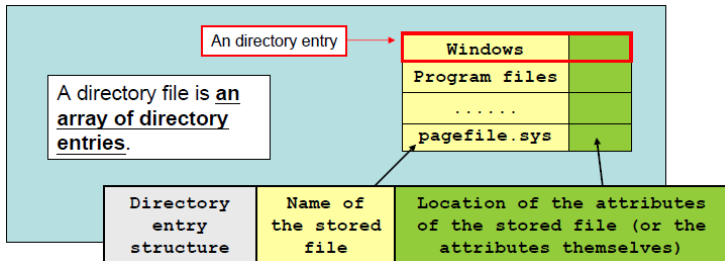 An directory entry
Windows
Program files
......
pagefile.sys
A directory file is an
array of directory
entries.
Directory
entry
structure
Name of
the stored
file
Location of the attributes
of the stored file (or the
attributes themselves)